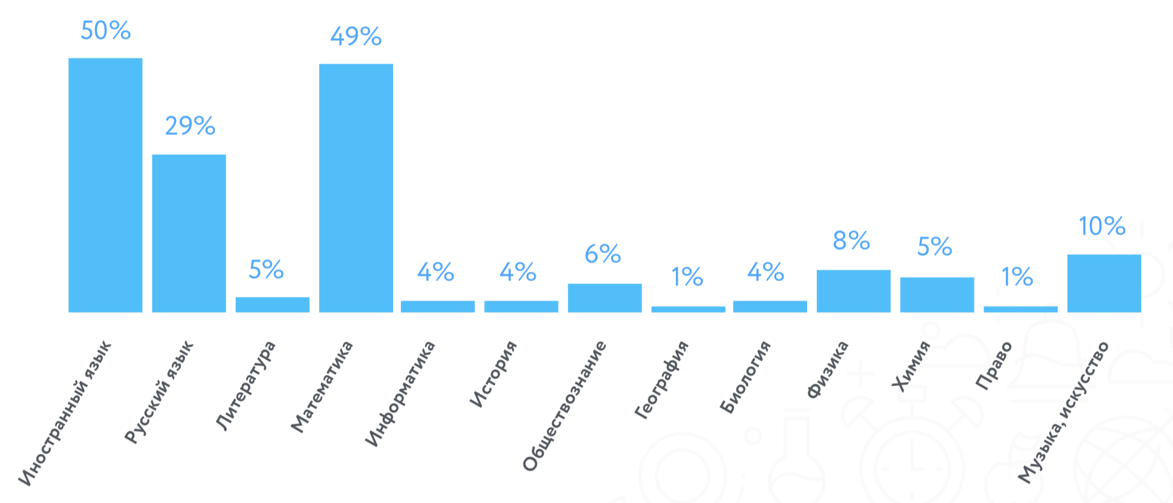 50%
29%
5%
49%
4%
4%
6%
1%
4%
8%
5%
1%
10%
Иностранный язык
Русский язык
Литература
Математика
Информатика
История
Обществознание
География
Биология
Физика
Химия
Право
Музыка, искусство